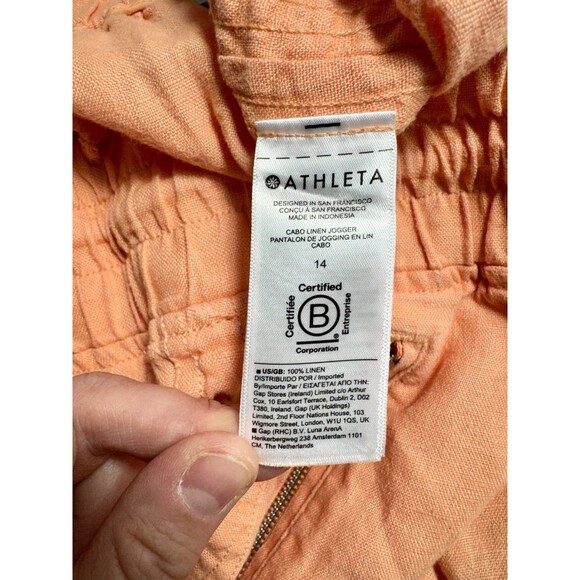 ATHLETA
DESIGNED IN SAN FRANCISCO
CONÇU À SAN FRANCISCO
MADE IN INDONESIA
CABO LINEN JOGGER
PANTALON DE JOGGING EN LIN
CABO
14
Certified
Certifiée
B
Entreprise
Corporation
US/GB: 100% LINEN
DISTRIBUIDO POR / Imported
By/Importe Par / ΕΙΣΑΓΕΤΑΙ ΑΠΟ ΤΗΝ:
Gap Stores (Ireland) Limited c/o Arthur
Cox, 10 Earlsfort Terrace, Dublin 2, D02
T380, Ireland, Gap (UK Holdings)
Limited, 2nd Floor Nations House, 103
Wigmore Street, London, W1U 1QS, UK
Gap (RHC) B.V. Luna ArenA
Herikerbergweg 238 Amsterdam 1101
CM. The Netherlands